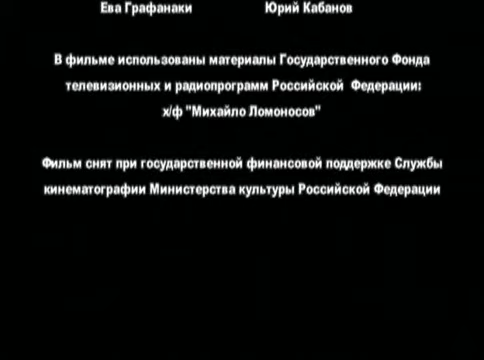 Ева Графанаки Юрий Кабанов
В фильме использованы материалы Государственного Фонда
телевизионных и радиопрограмм Российской Федерации:
х/ф "Михайло Ломоносов"
Фильм снят при государственной финансовой поддержке Службы
кинематографии Министерства культуры Российской Федерации